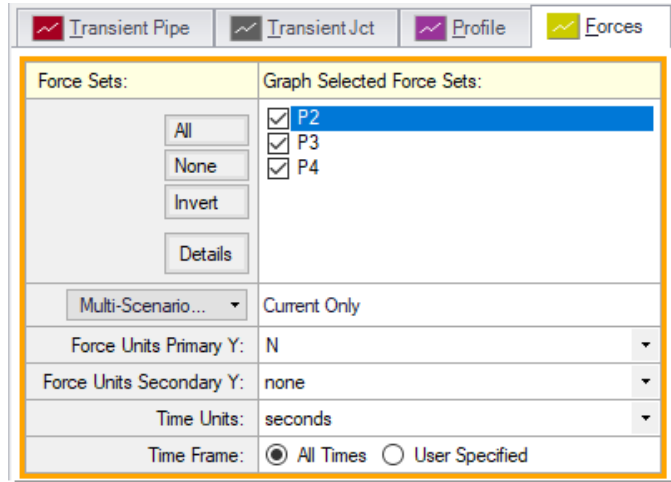 Transient Pipe Transient Jct Profile Forces
Force Sets: Graph Selected Force Sets:
All
None
Invert
Details
P2
P3
P4
Multi-Scenario... Current Only
Force Units Primary Y: N
Force Units Secondary Y: none
Time Units: seconds
Time Frame: All Times User Specified